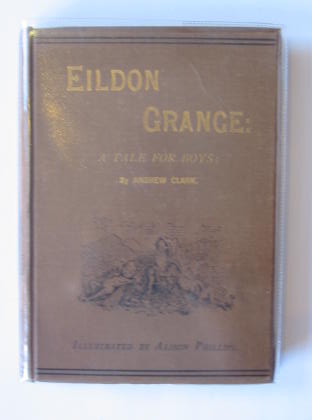 EILDON
GRANGE:
A TALE FOR BOYS:
By ANDREW CLARK.
ILLUSTRATED BY ALISON PHILLIPS.